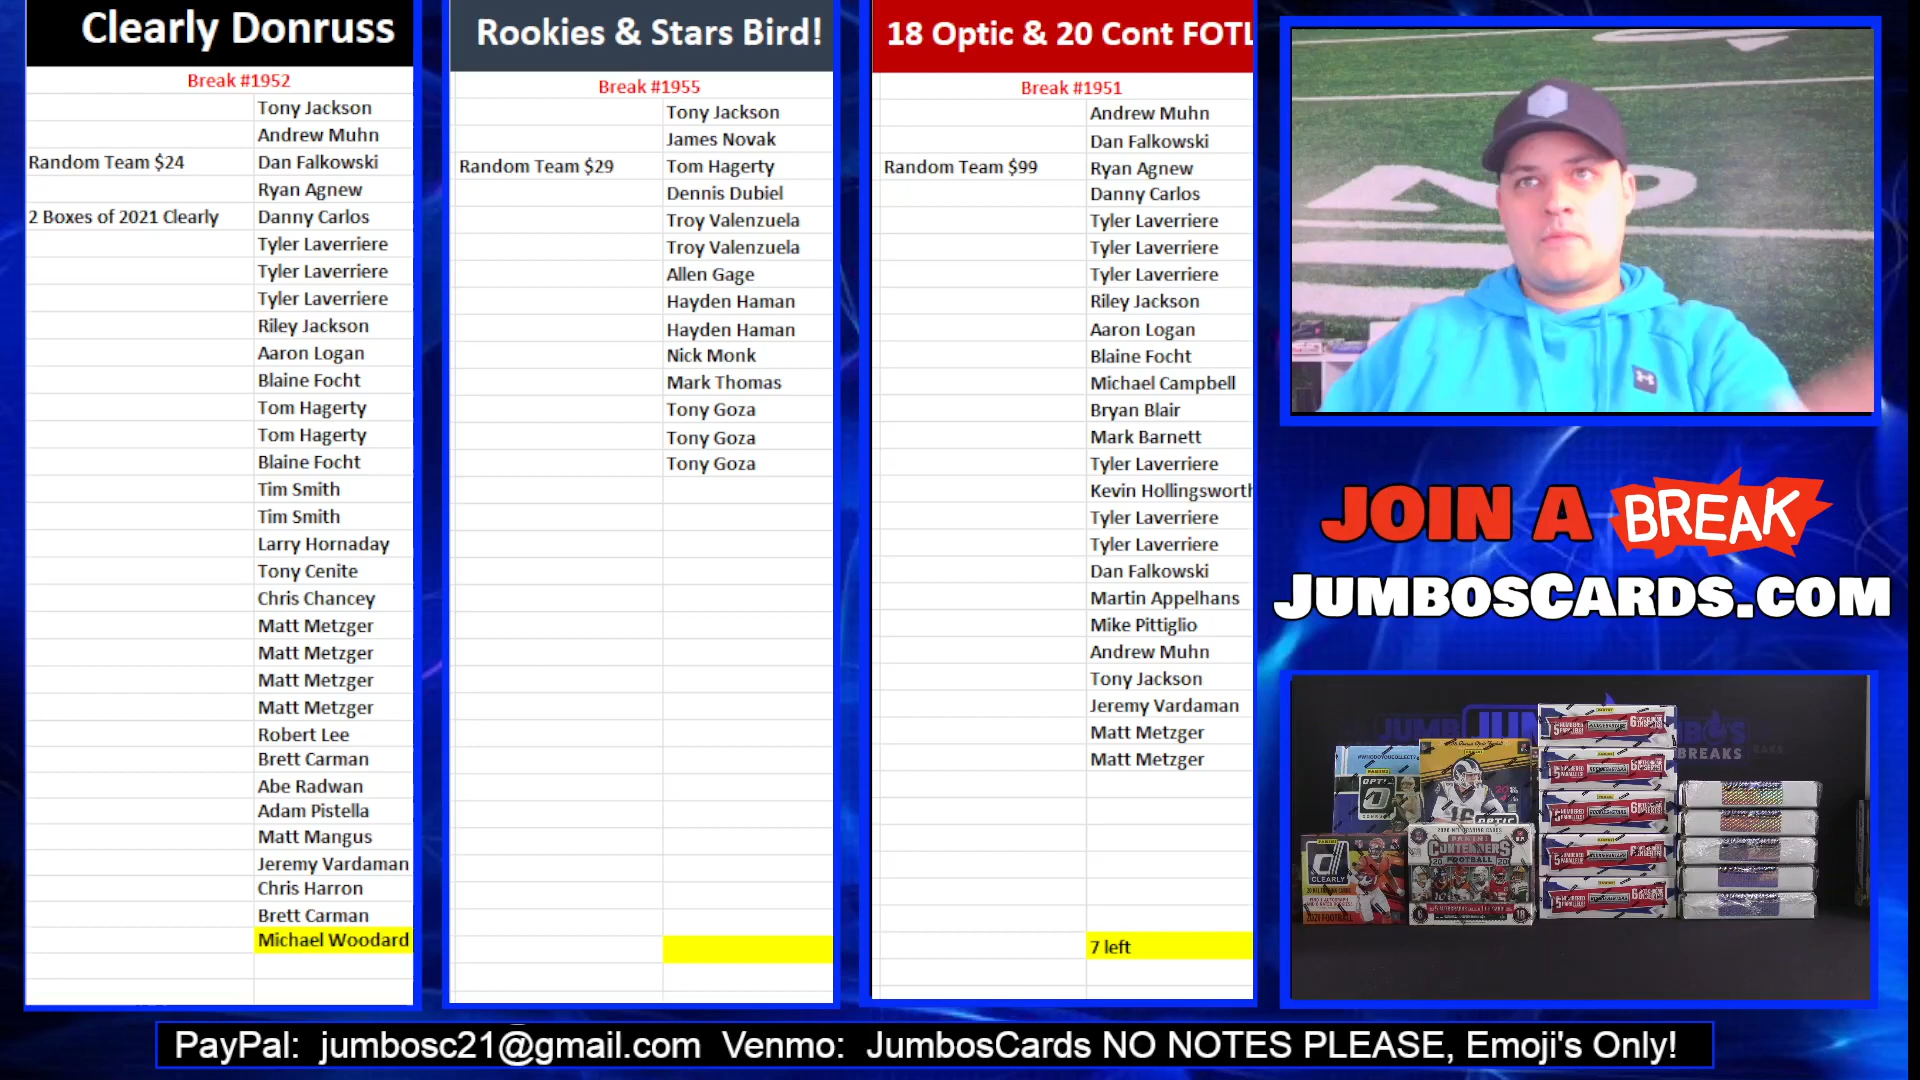 Clearly Donruss
Break #1952
Tony Jackson
Andrew Muhn
Random Team $24 Dan Falkowski
Ryan Agnew
2 Boxes of 2021 Clearly Danny Carlos
Tyler Laverriere
Tyler Laverriere
Tyler Laverriere
Riley Jackson
Aaron Logan
Blaine Focht
Tom Hagerty
Tom Hagerty
Blaine Focht
Tim Smith
Tim Smith
Larry Hornaday
Tony Cenite
Chris Chancey
Matt Metzger
Matt Metzger
Matt Metzger
Matt Metzger
Robert Lee
Brett Carman
Abe Radwan
Adam Pistella
Matt Mangus
Jeremy Vardaman
Chris Harron
Brett Carman
Michael Woodard
Rookies & Stars Bird!
Break #1955
Tony Jackson
James Novak
Random Team $29 Tom Hagerty
Dennis Dubiel
Troy Valenzuela
Troy Valenzuela
Allen Gage
Hayden Haman
Hayden Haman
Nick Monk
Mark Thomas
Tony Goza
Tony Goza
Tony Goza
18 Optic & 20 Cont FOTL
Break #1951
Andrew Muhn
Dan Falkowski
Random Team $99 Ryan Agnew
Danny Carlos
Tyler Laverriere
Tyler Laverriere
Tyler Laverriere
Riley Jackson
Aaron Logan
Blaine Focht
Michael Campbell
Bryan Blair
Mark Barnett
Tyler Laverriere
Kevin Hollingsworth
Tyler Laverriere
Tyler Laverriere
Dan Falkowski
Martin Appelhans
Mike Pittiglio
Andrew Muhn
Tony Jackson
Jeremy Vardaman
Matt Metzger
Matt Metzger
7 left
JOIN A BREAK
JUMBOSCARDS.COM
BREAKS
OPTIC
CLEARLY
CONTENDERS
FOOTBALL
PayPal: jumbosc21@gmail.com Venmo: JumbosCards NO NOTES PLEASE, Emoji's Only!